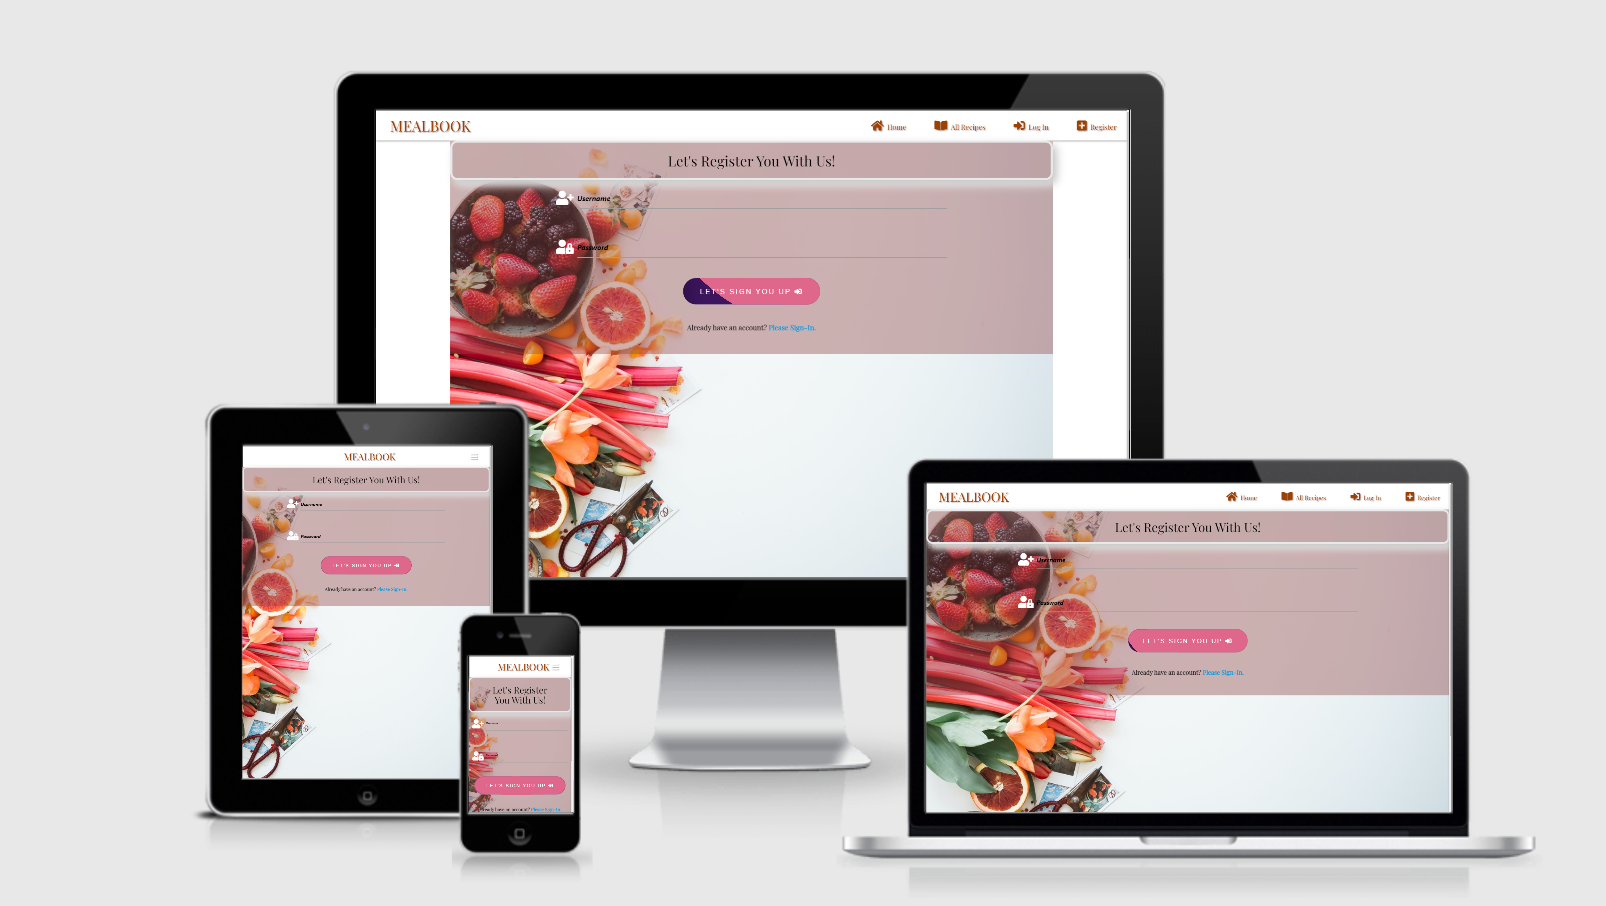 MEALBOOK
Home All Recipes Log In Register
Let's Register You With Us!
Username
Password
LET'S SIGN YOU UP
Already have an account? Please Sign-In.
MEALBOOK
Let's Register You With Us!
Username
Password
LET'S SIGN YOU UP
Already have an account? Please Sign-In.
MEALBOOK
Let's Register
You With Us!
LET'S SIGN YOU UP
Already have an account? Please Sign-In.
MEALBOOK
Home All Recipes Log In Register
Let's Register You With Us!
Username
Password
LET'S SIGN YOU UP
Already have an account? Please Sign-In.